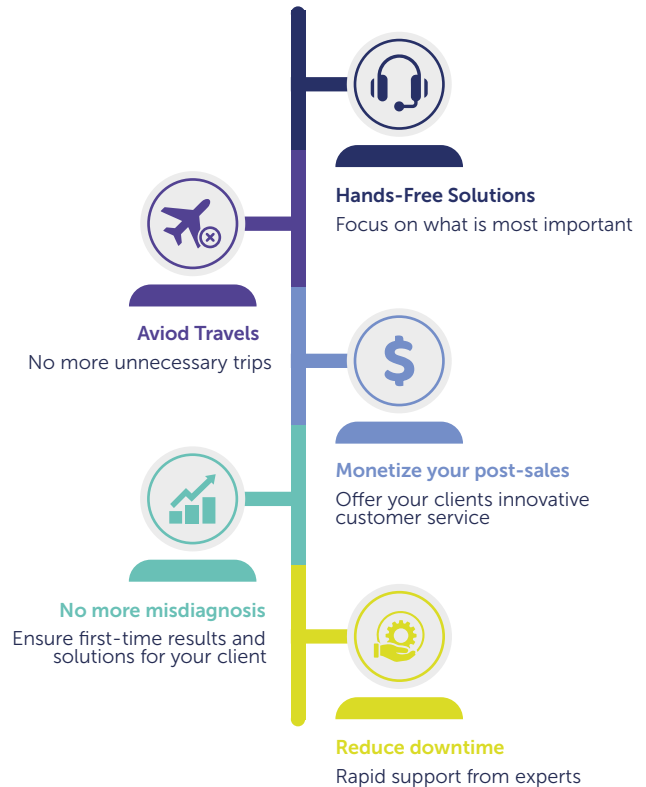 Hands-Free Solutions
Focus on what is most important
Aviod Travels
No more unnecessary trips
$
Monetize your post-sales
Offer your clients innovative
customer service
No more misdiagnosis
Ensure first-time results and
solutions for your client
Reduce downtime
Rapid support from experts